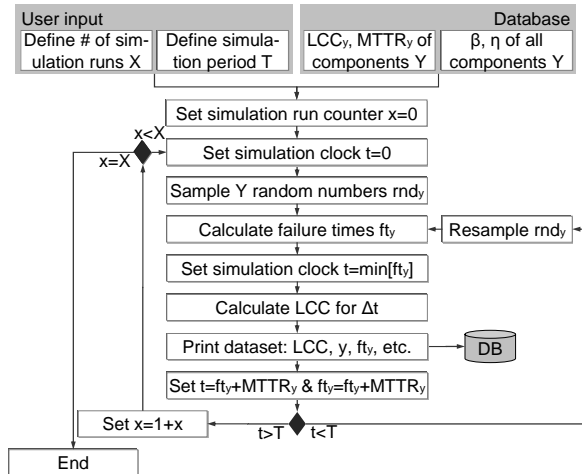 User input
Database
Define # of sim-
ulation runs X
Define simula-
tion period T
LCCy, MTTRy of
components Y
β, η of all
components Y
Set simulation run counter x=0
x<X
x=X
Set simulation clock t=0
Sample Y random numbers rndy
Calculate failure times fty
Resample rndy
Set simulation clock t=min[fty]
Calculate LCC for Δt
Print dataset: LCC, y, fty, etc.
DB
Set t=fty+MTTRy & fty=fty+MTTRy
Set x=1+x
t>T
t<T
End